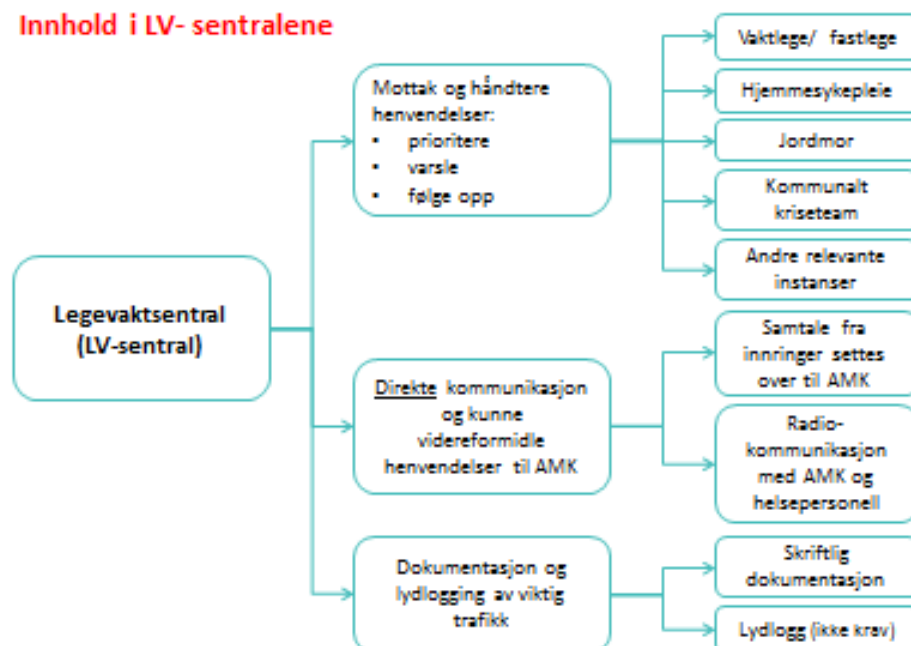 Innhold i LV- sentralene
Legevaktsentral
(LV-sentral)
Mottak og håndtere
henvendelser:
▪ prioritere
▪ varsle
▪ følge opp
Vaktlege/ fastlege
Hjemmesykepleie
Jordmor
Kommunalt
kriseteam
Andre relevante
instanser
Direkte kommunikasjon
og kunne
videreformidle
henvendelser til AMK
Samtale fra
innringer settes
over til AMK
Radio-
kommunikasjon
med AMK og
helsepersonell
Dokumentasjon og
lydlogging av viktig
trafikk
Skriftlig
dokumentasjon
Lydlogg (ikke krav)